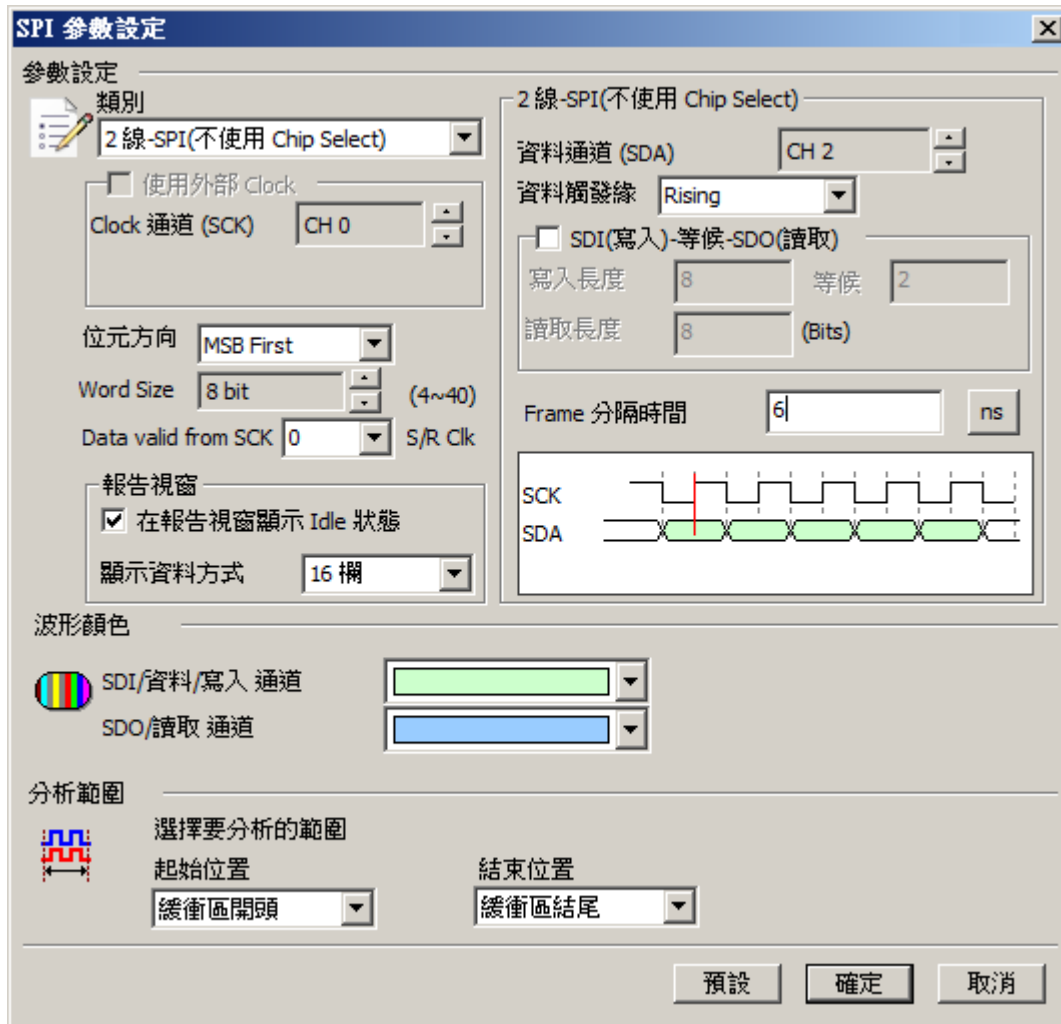 SPI 參數設定
參數設定
類別
2 線-SPI(不使用 Chip Select)
使用外部 Clock
Clock 通道 (SCK) CH 0
位元方向 MSB First
Word Size 8 bit (4~40)
Data valid from SCK 0 S/R Clk
報告視窗
在報告視窗顯示 Idle 狀態
顯示資料方式 16 欄
2 線-SPI(不使用 Chip Select)
資料通道 (SDA) CH 2
資料觸發緣 Rising
SDI(寫入)-等候-SDO(讀取)
寫入長度 8 等候 2
讀取長度 8 (Bits)
Frame 分隔時間 6 ns
SCK
SDA
波形顏色
SDI/資料/寫入 通道
SDO/讀取 通道
分析範圍
選擇要分析的範圍
起始位置 結束位置
緩衝區開頭 緩衝區結尾
預設 確定 取消